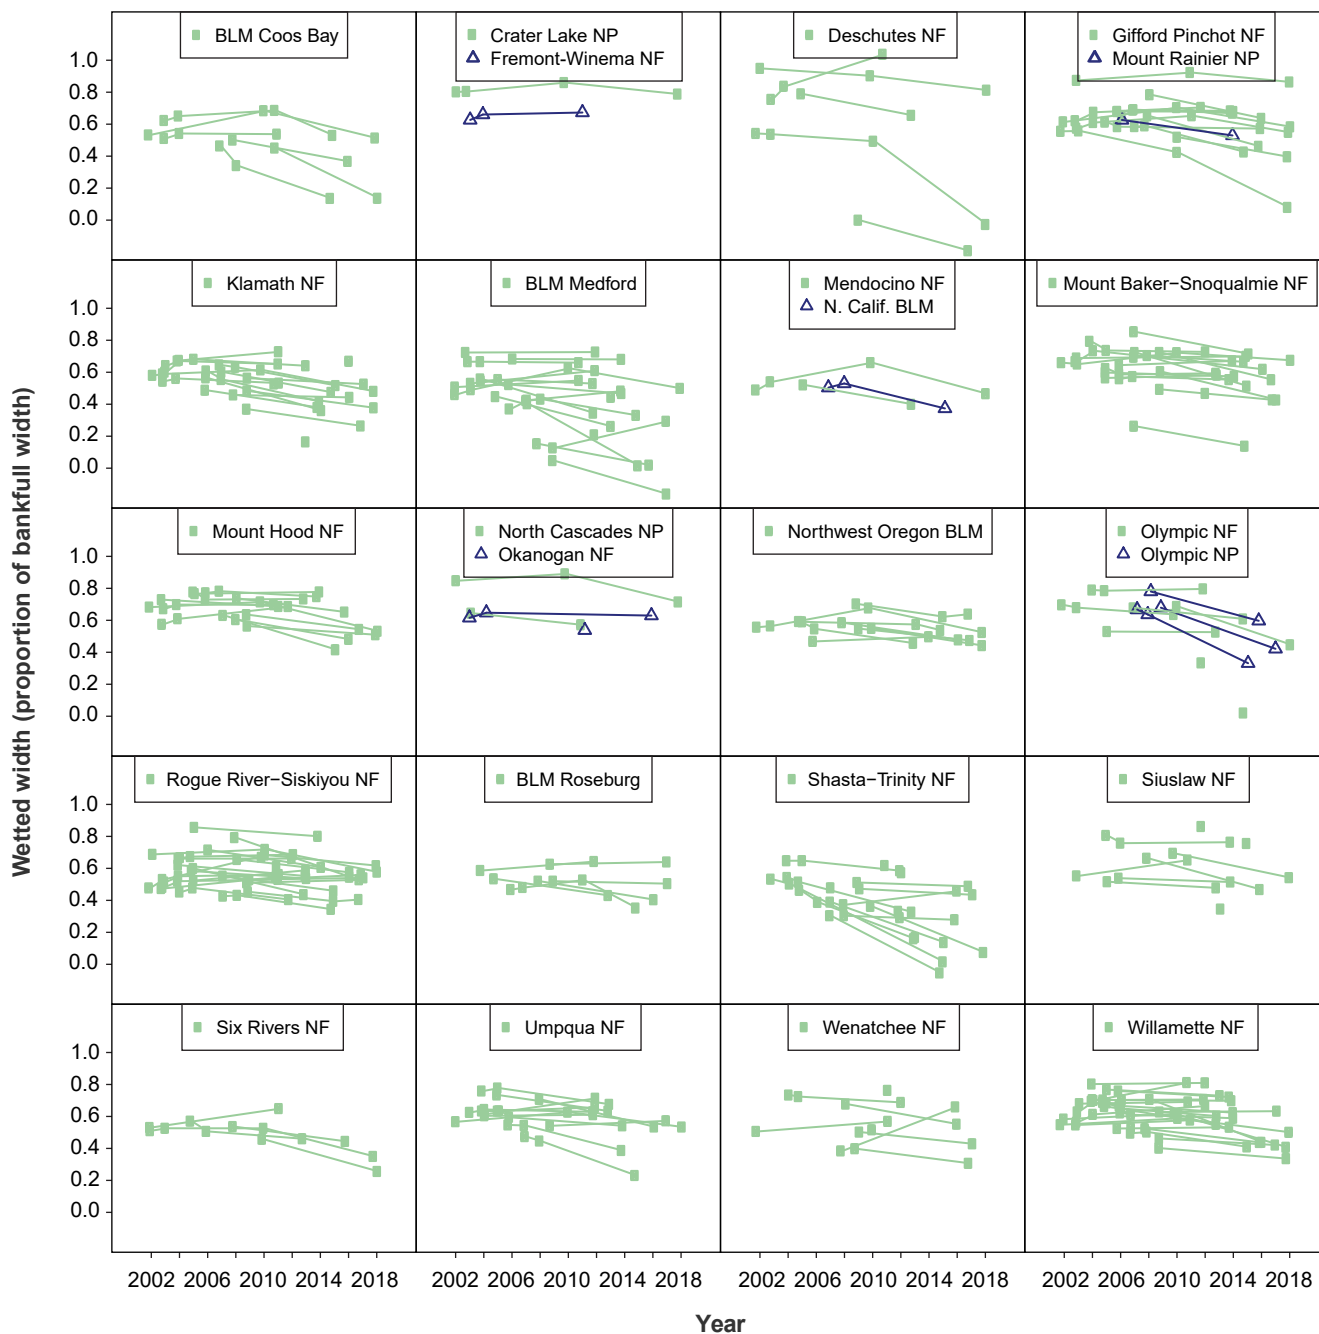 BLM Coos Bay
Crater Lake NP
Fremont-Winema NF
Deschutes NF
Gifford Pinchot NF
Mount Rainier NP
1.0
0.8
0.6
0.4
0.2
0.0
Klamath NF
BLM Medford
Mendocino NF
N. Calif. BLM
Mount Baker−Snoqualmie NF
1.0
0.8
0.6
0.4
0.2
0.0
Mount Hood NF
North Cascades NP
Okanogan NF
Northwest Oregon BLM
Olympic NF
Olympic NP
1.0
0.8
0.6
0.4
0.2
0.0
Rogue River−Siskiyou NF
BLM Roseburg
Shasta−Trinity NF
Siuslaw NF
1.0
0.8
0.6
0.4
0.2
0.0
Six Rivers NF
Umpqua NF
Wenatchee NF
Willamette NF
1.0
0.8
0.6
0.4
0.2
0.0
Wetted width (proportion of bankfull width)
2002 2006 2010 2014 2018 2002 2006 2010 2014 2018 2002 2006 2010 2014 2018 2002 2006 2010 2014 2018
Year